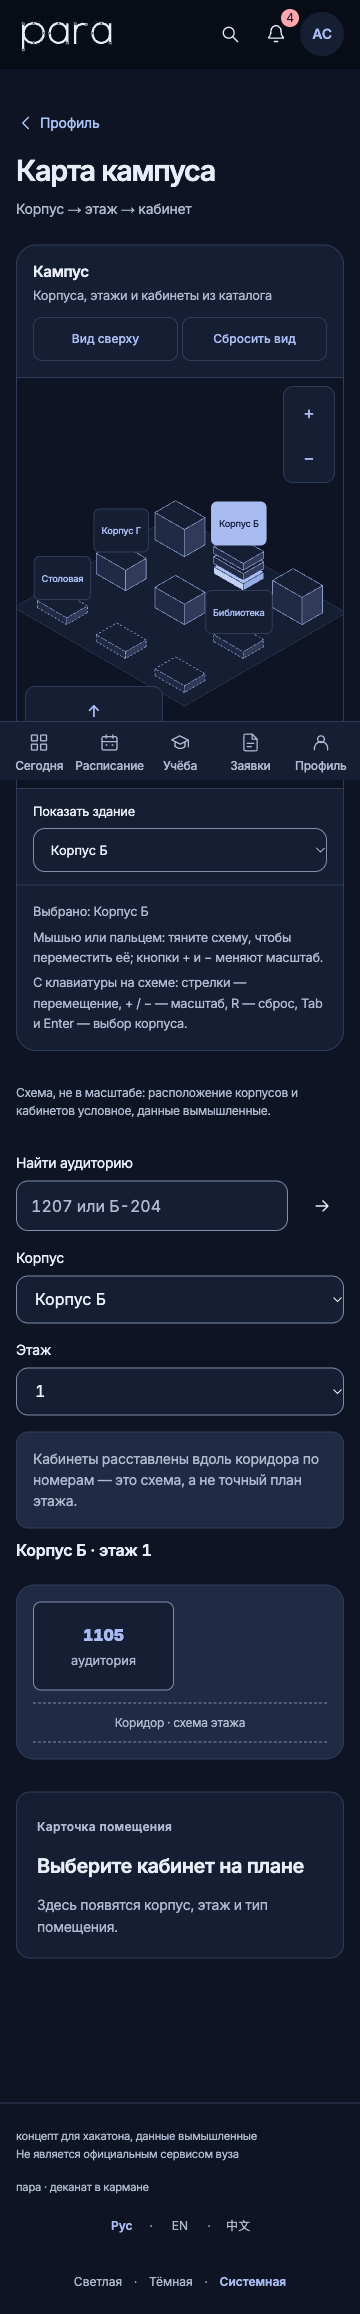 para
4
АС
Профиль
Карта кампуса
Корпус → этаж → кабинет
Кампус
Корпуса, этажи и кабинеты из каталога
Вид сверху
Сбросить вид
+
−
Корпус Г
Корпус Б
Столовая
Библиотека
↑
Сегодня
Расписание
Учёба
Заявки
Профиль
Показать здание
Корпус Б
Выбрано: Корпус Б
Мышью или пальцем: тяните схему, чтобы
переместить её; кнопки + и − меняют масштаб.
С клавиатуры на схеме: стрелки —
перемещение, + / − — масштаб, R — сброс, Tab
и Enter — выбор корпуса.
Схема, не в масштабе: расположение корпусов и
кабинетов условное, данные вымышленные.
Найти аудиторию
1207 или Б-204
→
Корпус
Корпус Б
Этаж
1
Кабинеты расставлены вдоль коридора по
номерам — это схема, а не точный план
этажа.
Корпус Б · этаж 1
1105
аудитория
Коридор · схема этажа
Карточка помещения
Выберите кабинет на плане
Здесь появятся корпус, этаж и тип
помещения.
концепт для хакатона, данные вымышленные
Не является официальным сервисом вуза
пара · деканат в кармане
Рус · EN · 中文
Светлая · Тёмная · Системная